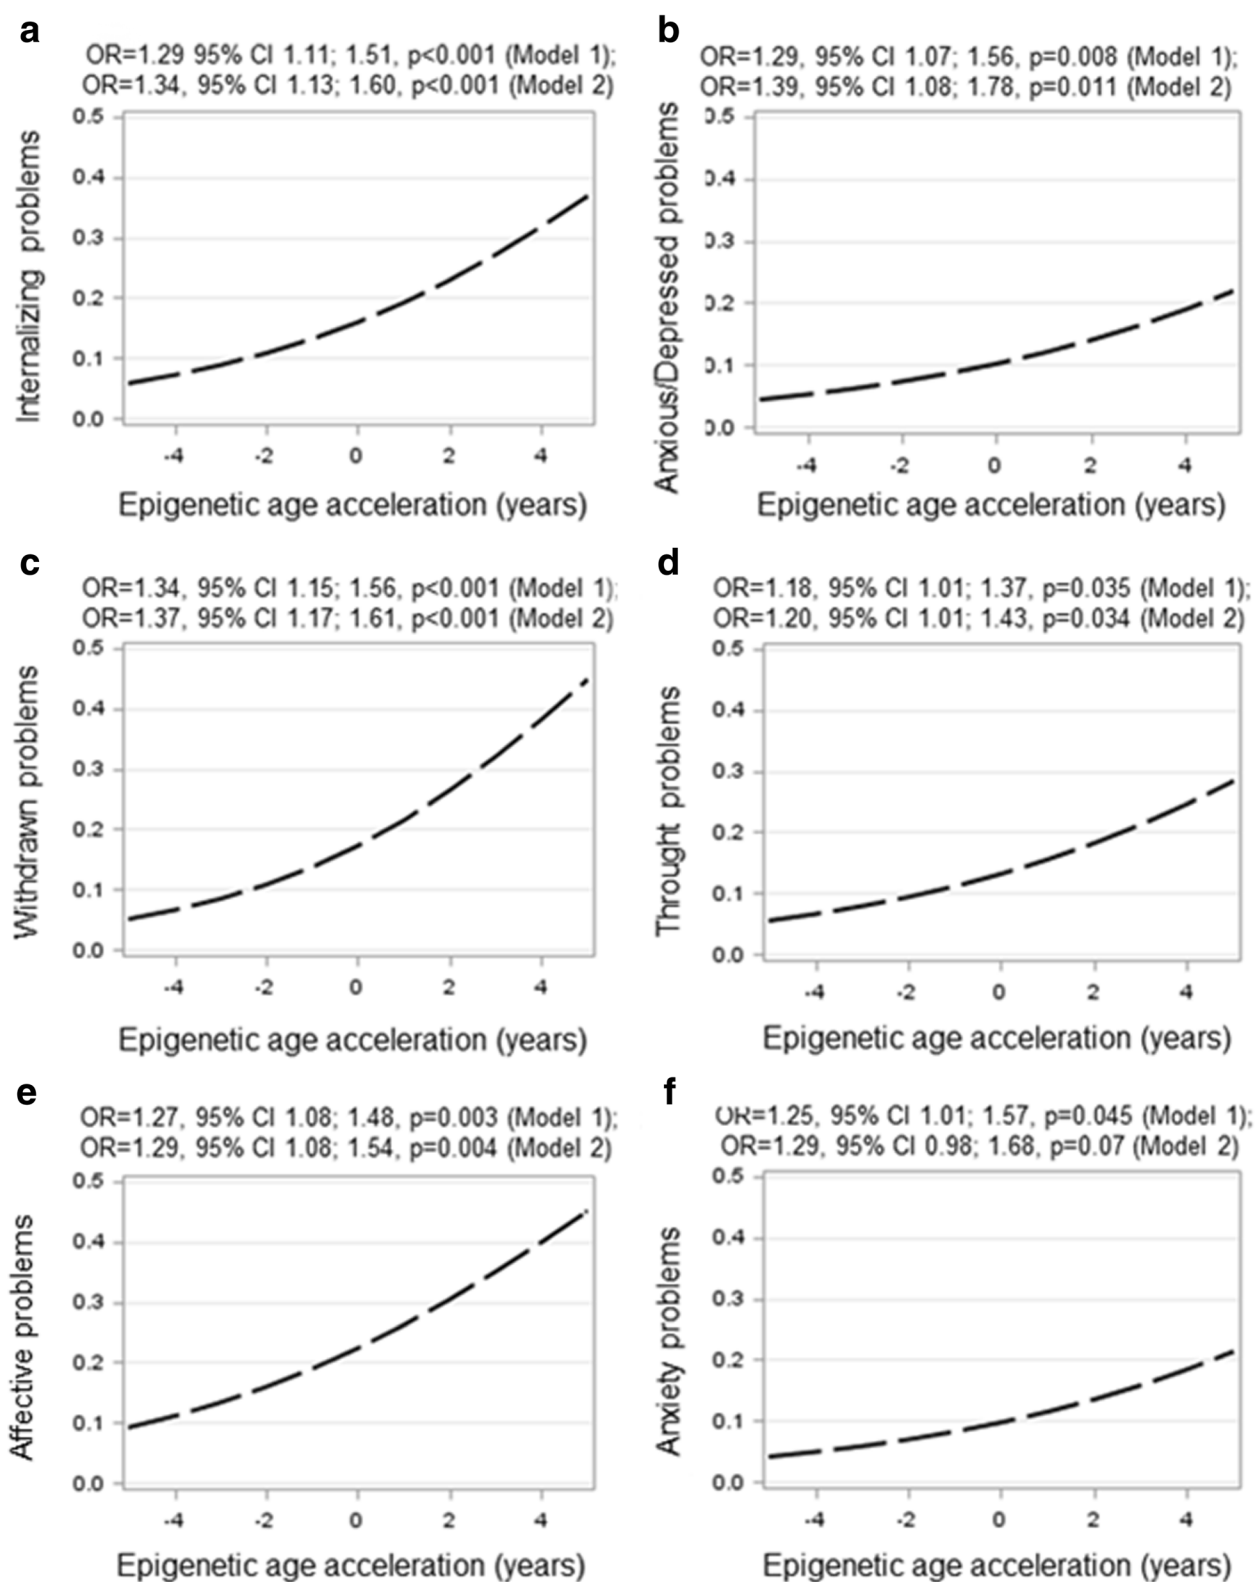 a
OR=1.29 95% CI 1.11; 1.51, p<0.001 (Model 1);
OR=1.34, 95% CI 1.13; 1.60, p<0.001 (Model 2)
Internalizing problems
0.5
0.4
0.3
0.2
0.1
0.0
-4 -2 0 2 4
Epigenetic age acceleration (years)
b
OR=1.29, 95% CI 1.07; 1.56, p=0.008 (Model 1);
OR=1.39, 95% CI 1.08; 1.78, p=0.011 (Model 2)
Anxious/Depressed problems
0.5
0.4
0.3
0.2
0.1
0.0
-4 -2 0 2 4
Epigenetic age acceleration (years)
c
OR=1.34, 95% CI 1.15; 1.56, p<0.001 (Model 1);
OR=1.37, 95% CI 1.17; 1.61, p<0.001 (Model 2)
Withdrawn problems
0.5
0.4
0.3
0.2
0.1
0.0
-4 -2 0 2 4
Epigenetic age acceleration (years)
d
OR=1.18, 95% CI 1.01; 1.37, p=0.035 (Model 1);
OR=1.20, 95% CI 1.01; 1.43, p=0.034 (Model 2)
Throught problems
0.5
0.4
0.3
0.2
0.1
0.0
-4 -2 0 2 4
Epigenetic age acceleration (years)
e
OR=1.27, 95% CI 1.08; 1.48, p=0.003 (Model 1);
OR=1.29, 95% CI 1.08; 1.54, p=0.004 (Model 2)
Affective problems
0.5
0.4
0.3
0.2
0.1
0.0
-4 -2 0 2 4
Epigenetic age acceleration (years)
f
OR=1.25, 95% CI 1.01; 1.57, p=0.045 (Model 1);
OR=1.29, 95% CI 0.98; 1.68, p=0.07 (Model 2)
Anxiety problems
0.5
0.4
0.3
0.2
0.1
0.0
-4 -2 0 2 4
Epigenetic age acceleration (years)